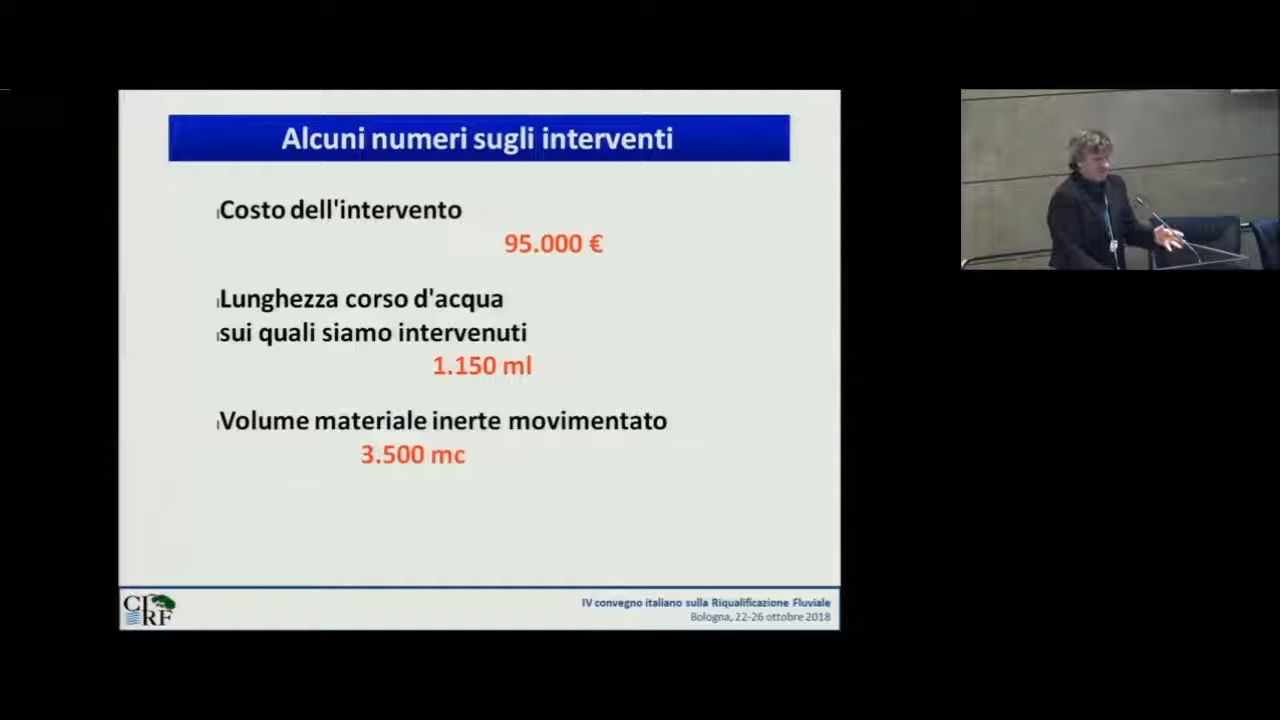 Alcuni numeri sugli interventi
Costo dell'intervento
95.000 €
Lunghezza corso d'acqua
sui quali siamo intervenuti
1.150 ml
Volume materiale inerte movimentato
3.500 mc
CIRF
IV convegno italiano sulla Riqualificazione Fluviale
Bologna, 22-26 ottobre 2018